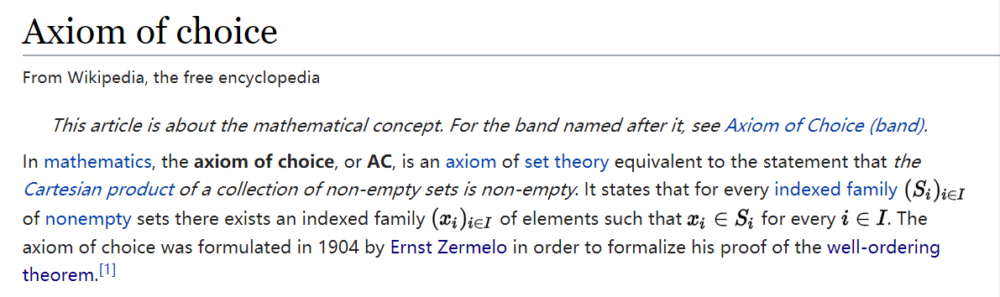 Axiom of choice
From Wikipedia, the free encyclopedia
This article is about the mathematical concept. For the band named after it, see Axiom of Choice (band).
In mathematics, the axiom of choice, or AC, is an axiom of set theory equivalent to the statement that the
Cartesian product of a collection of non-empty sets is non-empty. It states that for every indexed family (S_i)_{i∈I}
of nonempty sets there exists an indexed family (x_i)_{i∈I} of elements such that x_i ∈ S_i for every i ∈ I. The
axiom of choice was formulated in 1904 by Ernst Zermelo in order to formalize his proof of the well-ordering
theorem.[1]